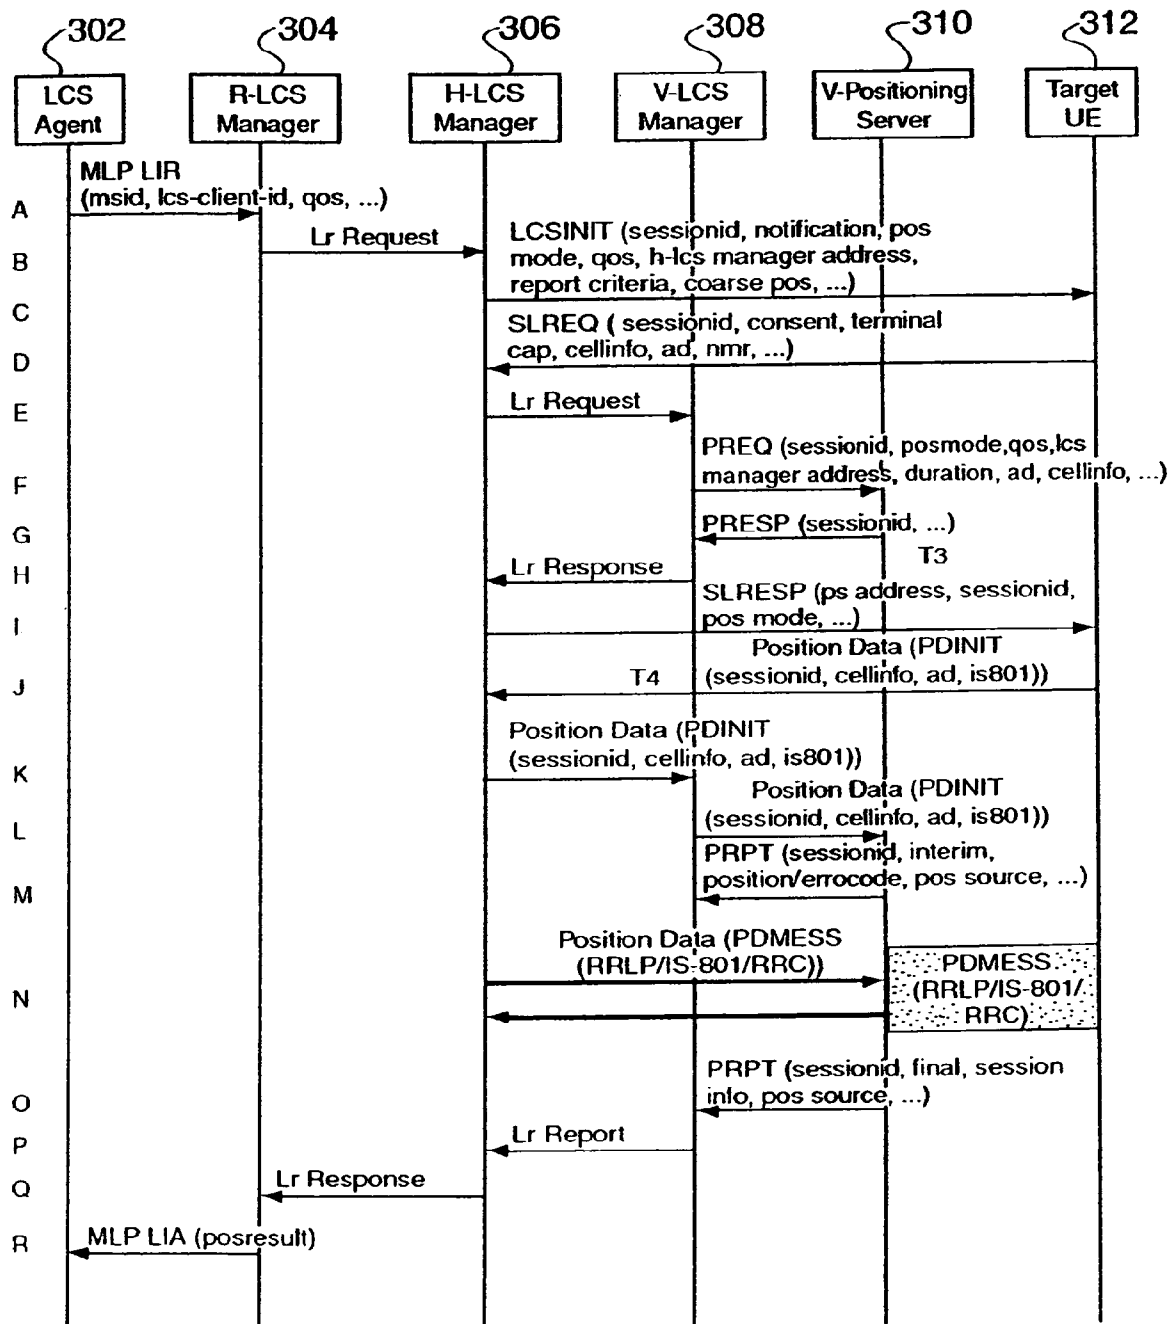 302
304
306
308
310
312
LCS
Agent
R-LCS
Manager
H-LCS
Manager
V-LCS
Manager
V-Positioning
Server
Target
UE
MLP LIR
(msid, lcs-client-id, qos, ...)
A
Lr Request
B
LCSINIT (sessionid, notification, pos
mode, qos, h-lcs manager address,
report criteria, coarse pos, ...)
C
SLREQ ( sessionid, consent, terminal
cap, cellinfo, ad, nmr, ...)
D
E
Lr Request
PREQ (sessionid, posmode,qos,lcs
manager address, duration, ad, cellinfo, ...)
F
G
PRESP (sessionid, ...)
T3
H
Lr Response
SLRESP (ps address, sessionid,
pos mode, ...)
I
Position Data (PDINIT
(sessionid, cellinfo, ad, is801))
T4
J
Position Data (PDINIT
(sessionid, cellinfo, ad, is801))
K
Position Data (PDINIT
(sessionid, cellinfo, ad, is801))
L
PRPT (sessionid, interim,
position/errocode, pos source, ...)
M
Position Data (PDMESS
(RRLP/IS-801/RRC))
PDMESS
(RRLP/IS-801/
RRC)
N
PRPT (sessionid, final, session
info, pos source, ...)
O
P
Lr Report
Q
Lr Response
R
MLP LIA (posresult)